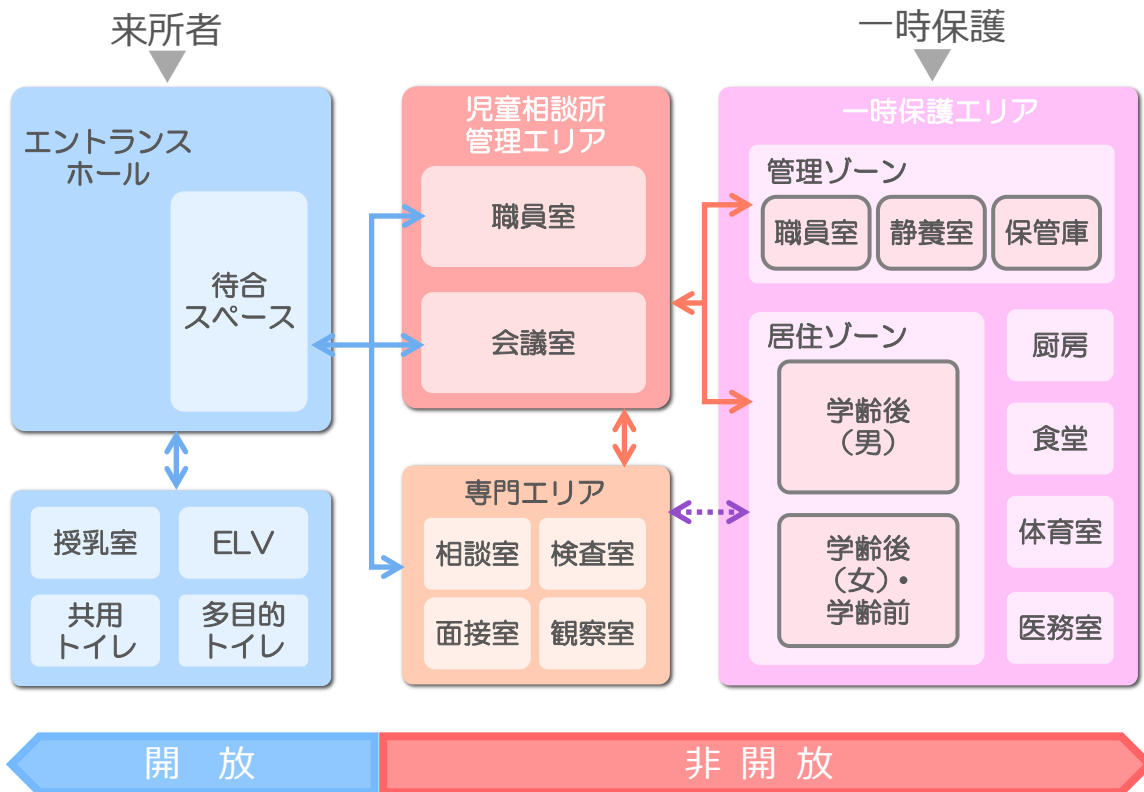 来所者
一時保護
エントランス
ホール
待合
スペース
授乳室
ELV
共用
トイレ
多目的
トイレ
児童相談所
管理エリア
職員室
会議室
専門エリア
相談室
検査室
面接室
観察室
一時保護エリア
管理ゾーン
職員室
静養室
保管庫
居住ゾーン
学齢後
（男）
学齢後
（女）・
学齢前
厨房
食堂
体育室
医務室
開 放
非 開 放